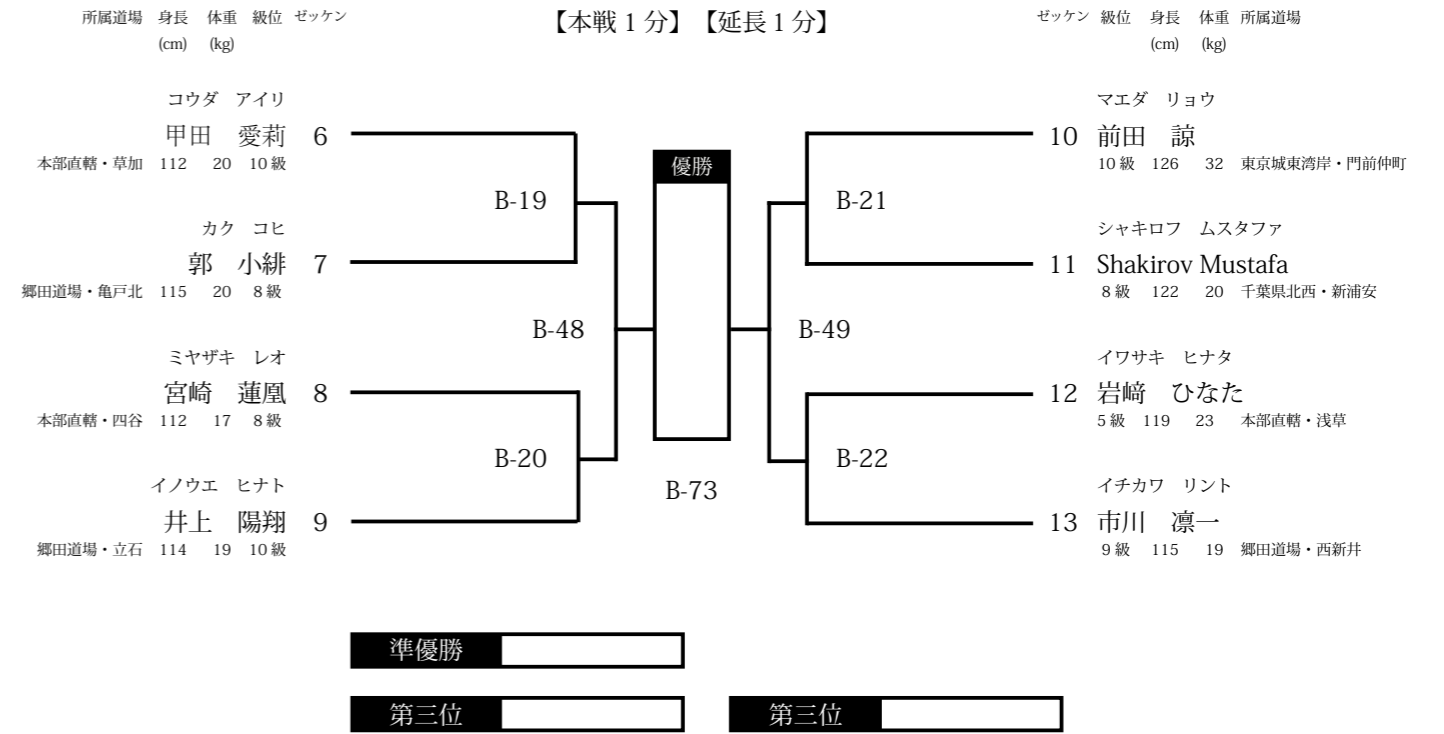 所属道場 身長 体重 級位 ゼッケン
(cm) (kg)
【本戦1分】【延長1分】
ゼッケン 級位 身長 体重 所属道場
(cm) (kg)
コウダ アイリ
甲田 愛莉 6
本部直轄・草加 112 20 10級
カク コヒ
郭 小緋 7
郷田道場・亀戸北 115 20 8級
ミヤザキ レオ
宮崎 蓮凰 8
本部直轄・四谷 112 17 8級
イノウエ ヒナト
井上 陽翔 9
郷田道場・立石 114 19 10級
B-19
B-48
B-20
優勝
B-73
B-21
B-49
B-22
マエダ リョウ
10 前田 諒
10級 126 32 東京城東湾岸・門前仲町
シャキロフ ムスタファ
11 Shakirov Mustafa
8級 122 20 千葉県北西・新浦安
イワサキ ヒナタ
12 岩﨑 ひなた
5級 119 23 本部直轄・浅草
イチカワ リント
13 市川 凛一
9級 115 19 郷田道場・西新井
準優勝
第三位
第三位